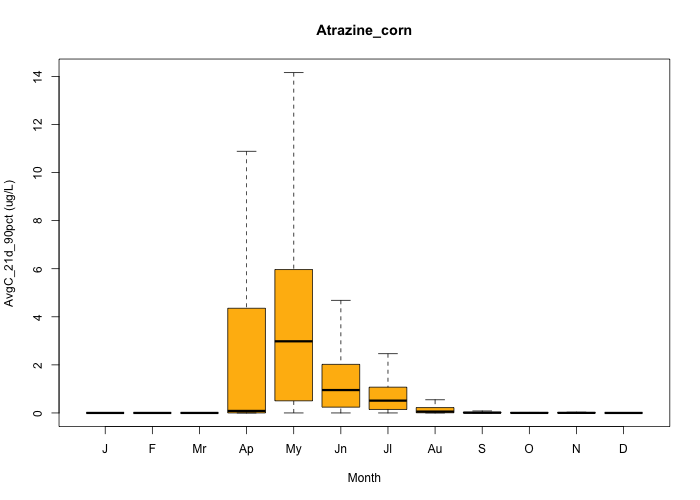 Atrazine_corn
AvgC_21d_90pct (ug/L)
14
12
10
8
6
4
2
0
J F Mr Ap My Jn Jl Au S O N D
Month